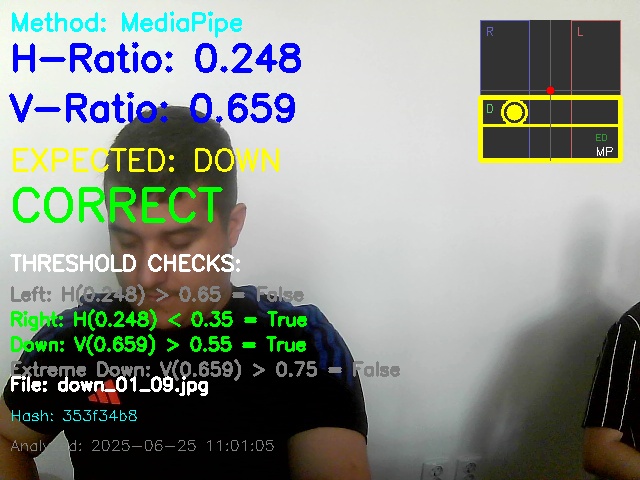 Method: MediaPipe
H-Ratio: 0.248
V-Ratio: 0.659
EXPECTED: DOWN
CORRECT
THRESHOLD CHECKS:
Left: H(0.248) > 0.65 = False
Right: H(0.248) < 0.35 = True
Down: V(0.659) > 0.55 = True
Extreme Down: V(0.659) > 0.75 = False
File: down_01_09.jpg
Hash: 353f34b8
Analyzed: 2025-06-25 11:01:05
R L
D
ED
MP